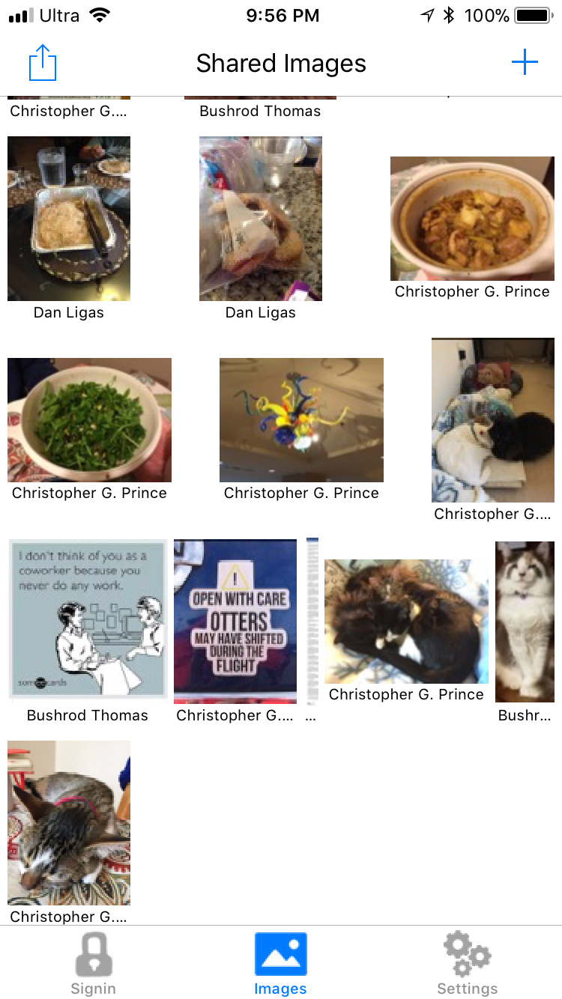 Ultra
9:56 PM
100%
Shared Images
Christopher G....
Bushrod Thomas
Dan Ligas
Dan Ligas
Christopher G. Prince
Christopher G. Prince
Christopher G. Prince
Christopher G....
I don't think of you as a
coworker because you
never do any work.
somee cards
!
OPEN WITH CARE
OTTERS
MAY HAVE SHIFTED
DURING THE
FLIGHT
Bushrod Thomas
Christopher G....
...
Christopher G. Prince
Bushr...
Christopher G....
Signin
Images
Settings